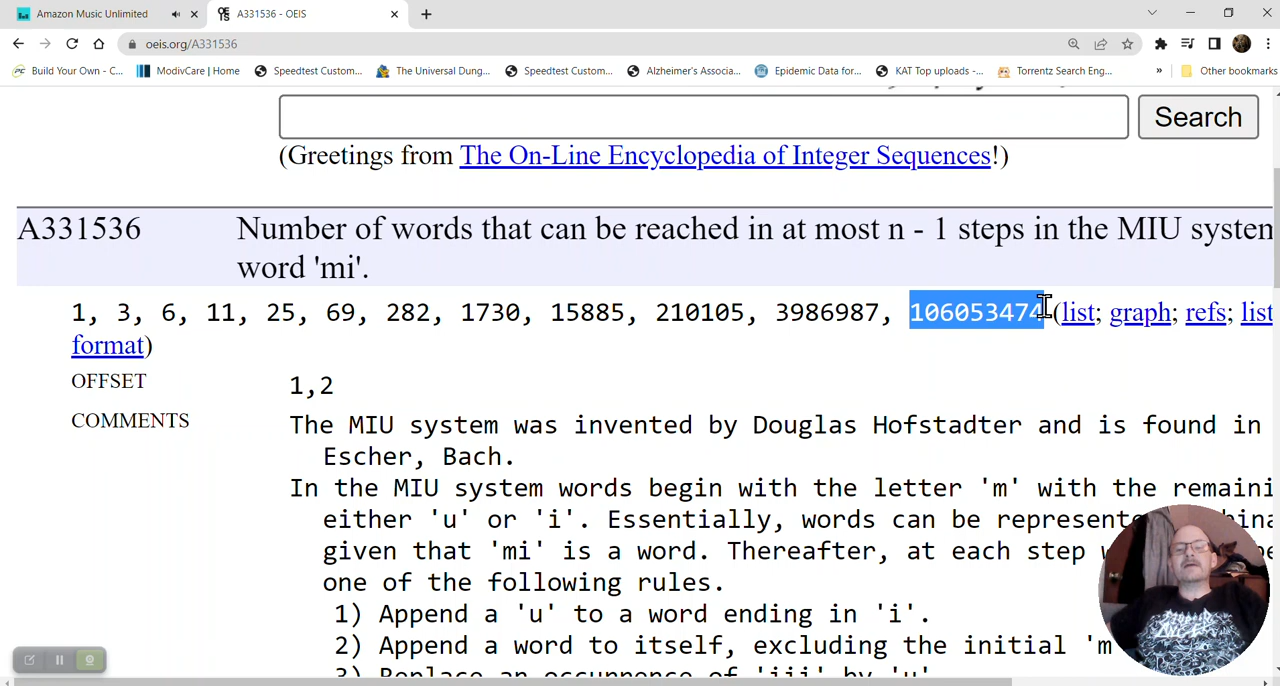 Amazon Music Unlimited
A331536 - OEIS
oeis.org/A331536
Build Your Own - C...
ModivCare | Home
Speedtest Custom...
The Universal Dung...
Speedtest Custom...
Alzheimer's Associa...
Epidemic Data for...
KAT Top uploads -...
Torrentz Search Eng...
»
Other bookmarks
Search
(Greetings from The On-Line Encyclopedia of Integer Sequences!)
A331536 Number of words that can be reached in at most n - 1 steps in the MIU system
word 'mi'.
1, 3, 6, 11, 25, 69, 282, 1730, 15885, 210105, 3986987, 106053474 (list; graph; refs; list
format)
OFFSET 1,2
COMMENTS The MIU system was invented by Douglas Hofstadter and is found in
Escher, Bach.
In the MIU system words begin with the letter 'm' with the remaini
either 'u' or 'i'. Essentially, words can be represente
given that 'mi' is a word. Thereafter, at each step
one of the following rules.
1) Append a 'u' to a word ending in 'i'.
2) Append a word to itself, excluding the initial 'm
3) Replace an occurrence of 'iii' by 'u'